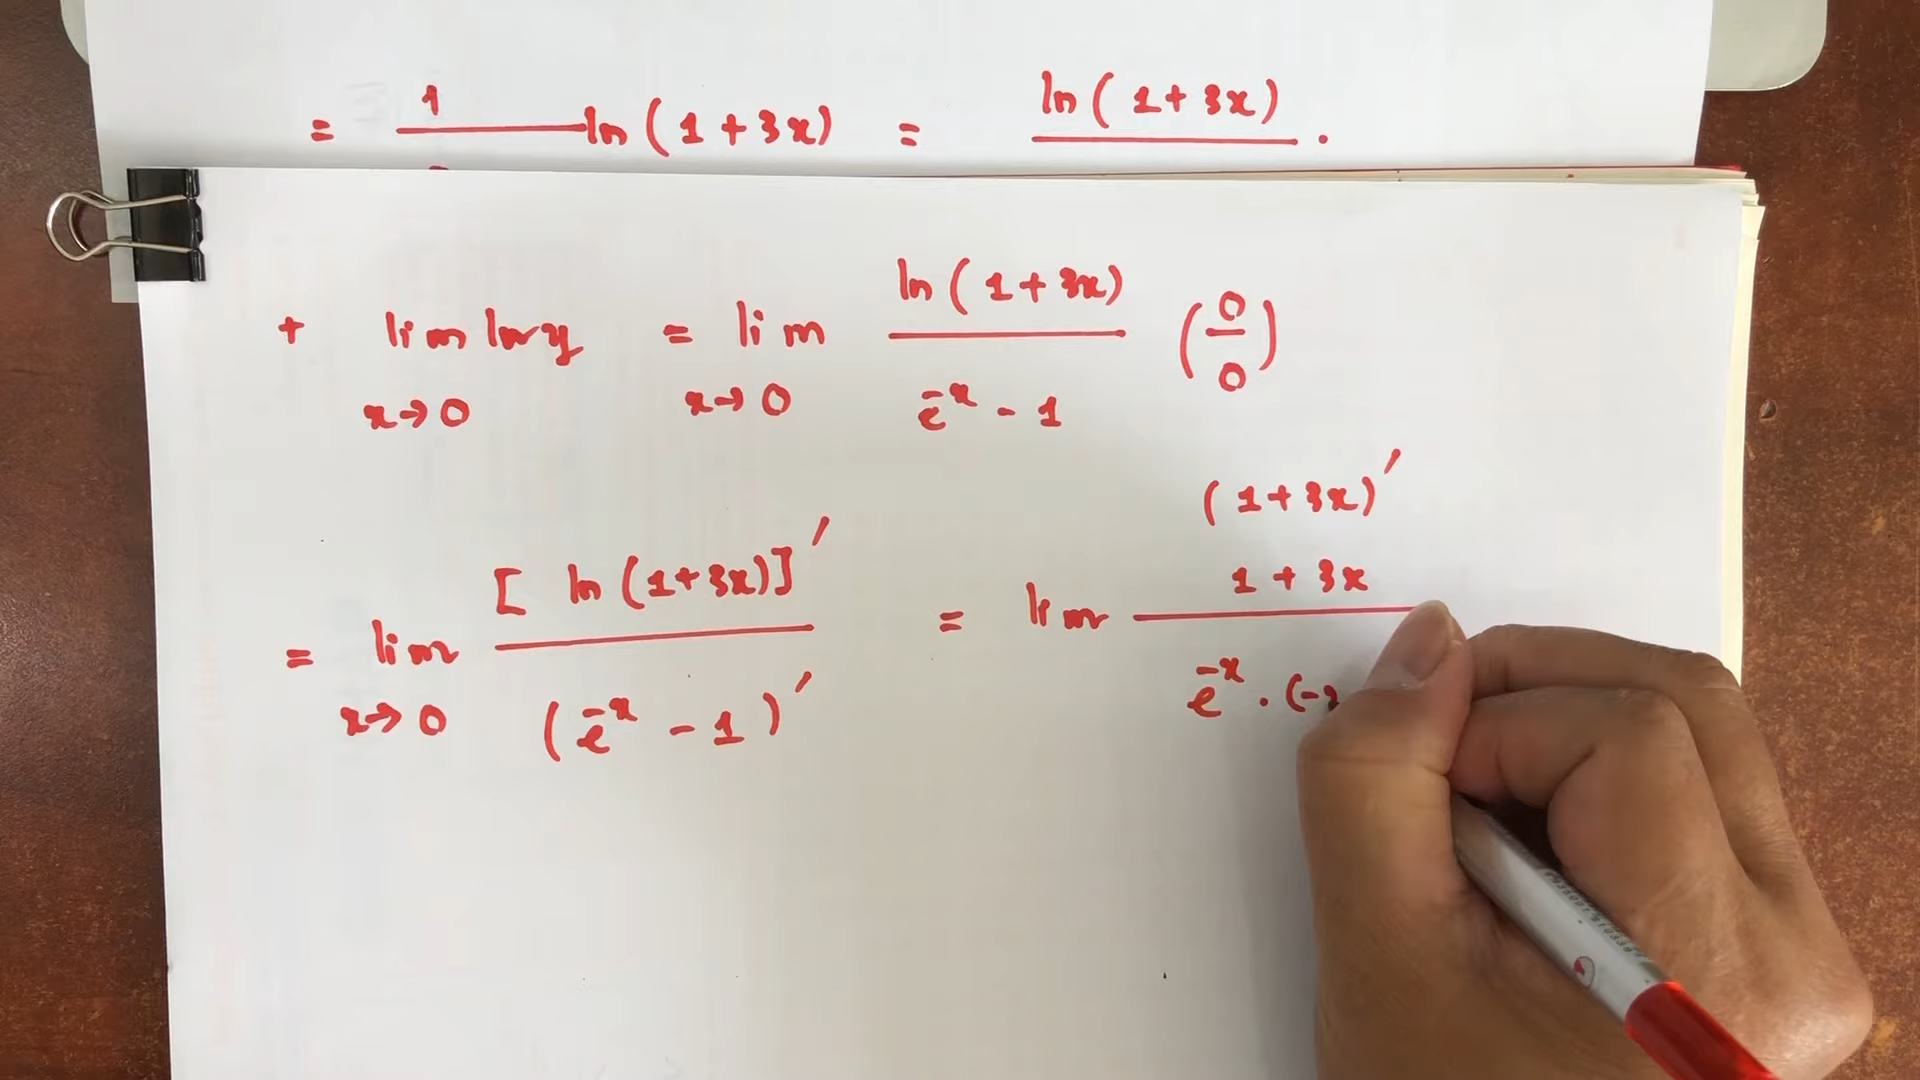 = 1/ ln(1+3x) = ln(1+3x)/ .
+ lim x→0 ln y = lim x→0 ln(1+3x)/(e^-x - 1) (0/0)
= lim x→0 [ln(1+3x)]'/(e^-x - 1)' = lim (1+3x)' 1+3x / e^-x . (-x